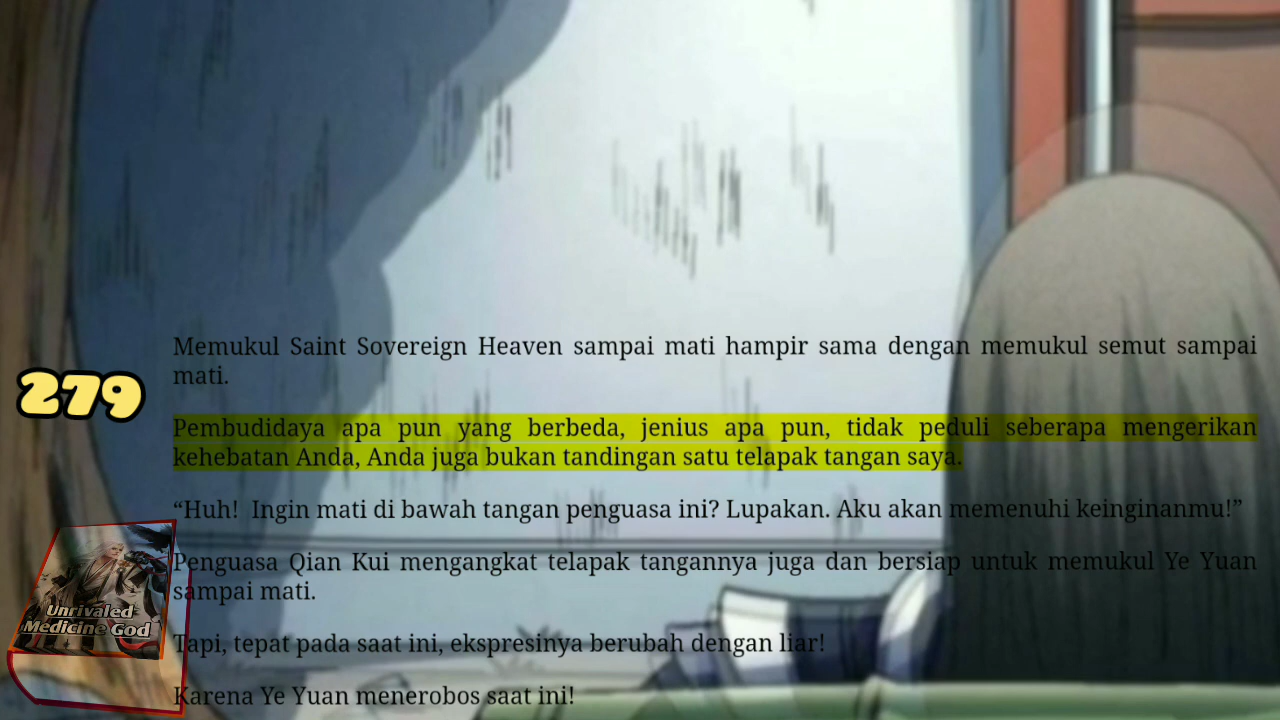 Memukul Saint Sovereign Heaven sampai mati hampir sama dengan memukul semut sampai
mati.
279
Pembudidaya apa pun yang berbeda, jenius apa pun, tidak peduli seberapa mengerikan
kehebatan Anda, Anda juga bukan tandingan satu telapak tangan saya.
“Huh!  Ingin mati di bawah tangan penguasa ini? Lupakan. Aku akan memenuhi keinginanmu!”
Penguasa Qian Kui mengangkat telapak tangannya juga dan bersiap untuk memukul Ye Yuan
sampai mati.
Unrivaled
Medicine God
Tapi, tepat pada saat ini, ekspresinya berubah dengan liar!
Karena Ye Yuan menerobos saat ini!